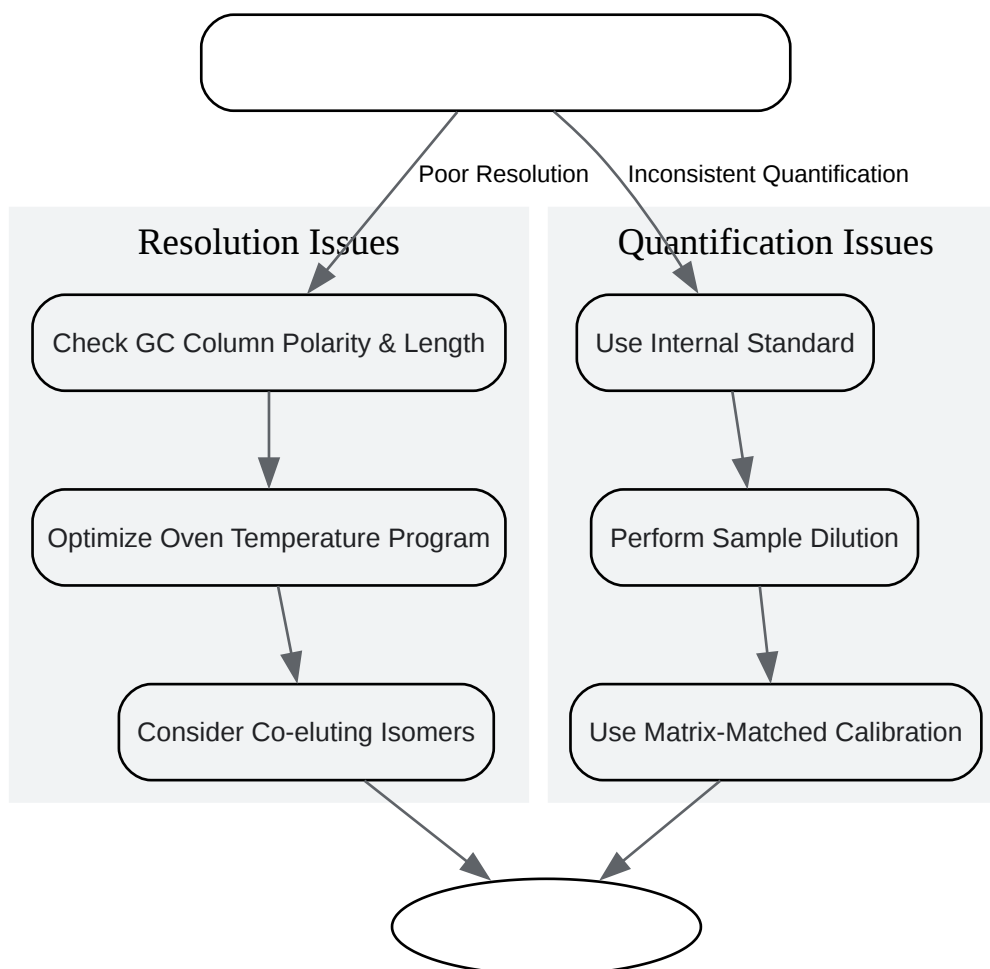 Poor Resolution
Inconsistent Quantification
Resolution Issues
Quantification Issues
Check GC Column Polarity & Length
Use Internal Standard
Optimize Oven Temperature Program
Perform Sample Dilution
Consider Co-eluting Isomers
Use Matrix-Matched Calibration